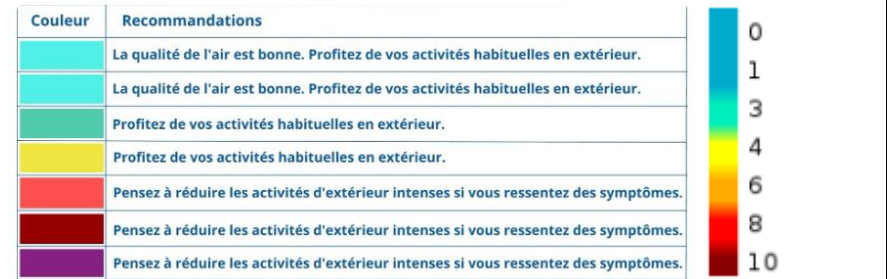 Couleur Recommandations
La qualité de l'air est bonne. Profitez de vos activités habituelles en extérieur.
La qualité de l'air est bonne. Profitez de vos activités habituelles en extérieur.
Profitez de vos activités habituelles en extérieur.
Profitez de vos activités habituelles en extérieur.
Pensez à réduire les activités d'extérieur intenses si vous ressentez des symptômes.
Pensez à réduire les activités d'extérieur intenses si vous ressentez des symptômes.
Pensez à réduire les activités d'extérieur intenses si vous ressentez des symptômes.
0
1
3
4
6
8
10